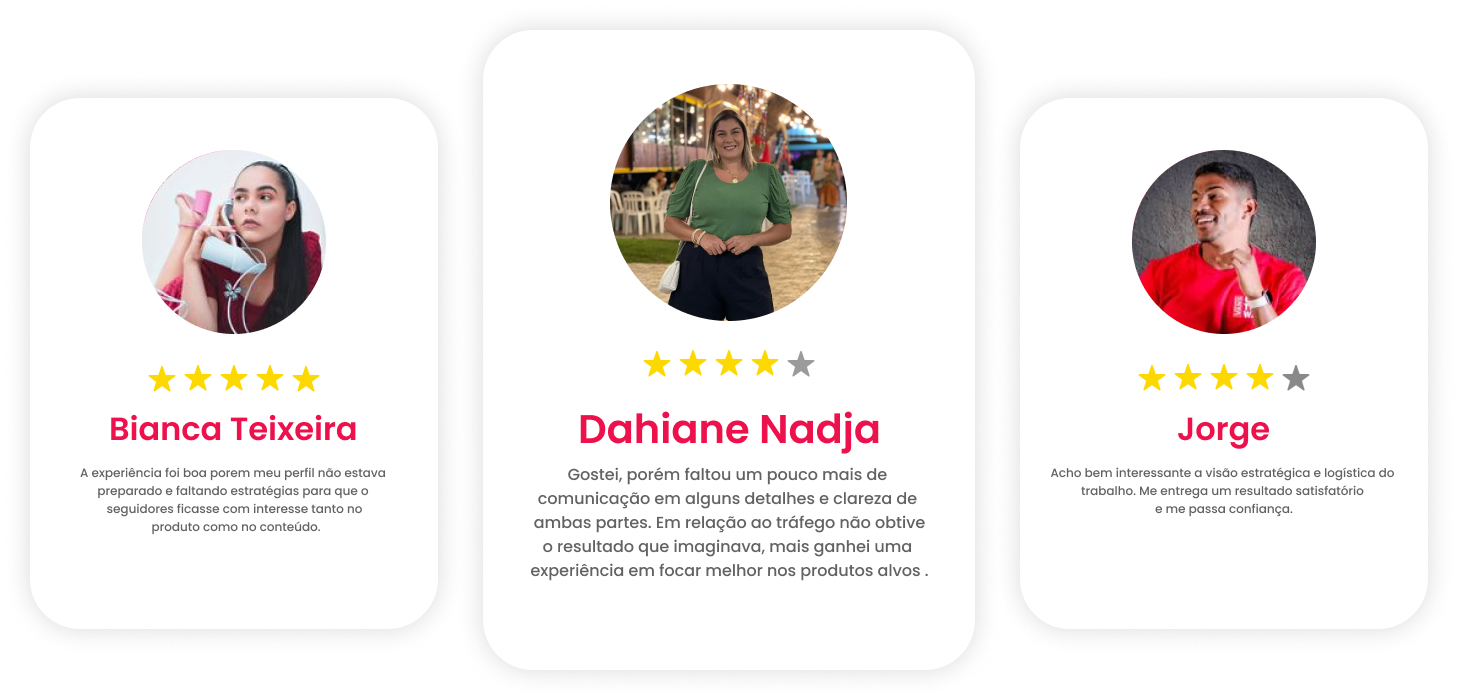 Bianca Teixeira
A experiência foi boa porem meu perfil não estava
preparado e faltando estratégias para que o
seguidores ficasse com interesse tanto no
produto como no conteúdo.
Dahiane Nadja
Gostei, porém faltou um pouco mais de
comunicação em alguns detalhes e clareza de
ambas partes. Em relação ao tráfego não obtive
o resultado que imaginava, mais ganhei uma
experiência em focar melhor nos produtos alvos .
Jorge
Acho bem interessante a visão estratégica e logística do
trabalho. Me entrega um resultado satisfatório
e me passa confiança.